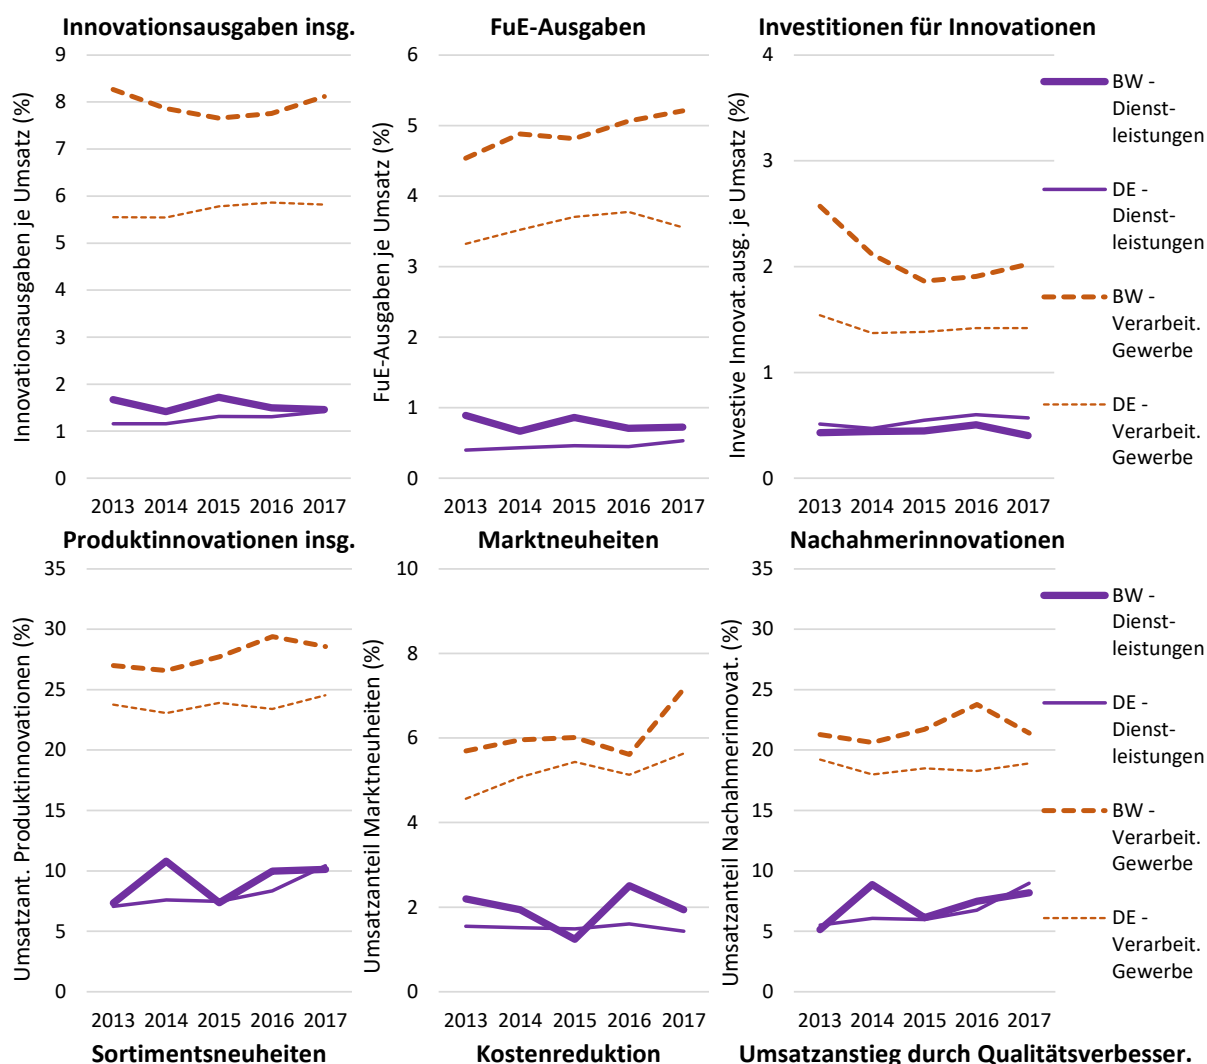 Innovationsausgaben insg.
Innovationsausgaben je Umsatz (%)
9
8
7
6
5
4
3
2
1
0
2013 2014 2015 2016 2017
FuE-Ausgaben
FuE-Ausgaben je Umsatz (%)
6
5
4
3
2
1
0
2013 2014 2015 2016 2017
Investitionen für Innovationen
Investive Innovat.ausg. je Umsatz (%)
4
3
2
1
0
2013 2014 2015 2016 2017
BW -
Dienst-
leistungen
DE -
Dienst-
leistungen
BW -
Verarbeit.
Gewerbe
DE -
Verarbeit.
Gewerbe
Produktinnovationen insg.
Umsatzant. Produktinnovationen (%)
35
30
25
20
15
10
5
0
2013 2014 2015 2016 2017
Marktneuheiten
Umsatzanteil Marktneuheiten (%)
10
8
6
4
2
0
2013 2014 2015 2016 2017
Nachahmerinnovationen
Umsatzanteil Nachahmerinnovat. (%)
35
30
25
20
15
10
5
0
2013 2014 2015 2016 2017
BW -
Dienst-
leistungen
DE -
Dienst-
leistungen
BW -
Verarbeit.
Gewerbe
DE -
Verarbeit.
Gewerbe
Sortimentsneuheiten
Kostenreduktion
Umsatzanstieg durch Qualitätsverbesser.